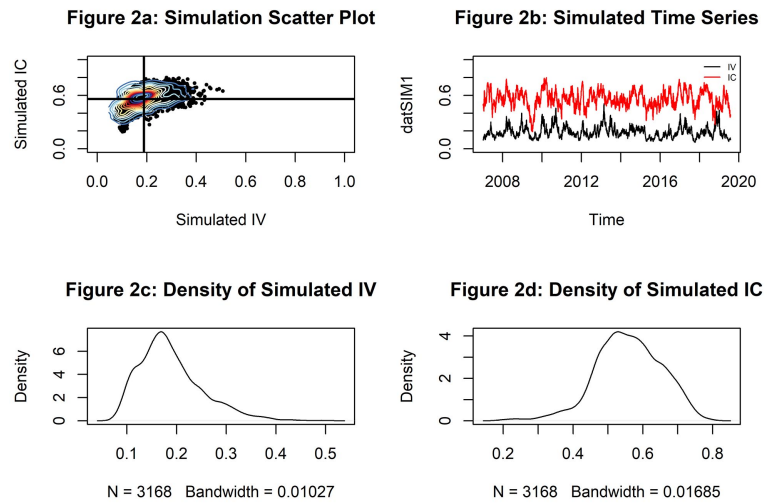 Figure 2a: Simulation Scatter Plot
Simulated IC
0.0 0.6
0.0 0.2 0.4 0.6 0.8 1.0
Simulated IV
Figure 2b: Simulated Time Series
datSIM1
0.0 0.6
IV
IC
2008 2012 2016 2020
Time
Figure 2c: Density of Simulated IV
Density
0 2 4 6
0.1 0.2 0.3 0.4 0.5
N = 3168 Bandwidth = 0.01027
Figure 2d: Density of Simulated IC
Density
0 2 4
0.2 0.4 0.6 0.8
N = 3168 Bandwidth = 0.01685